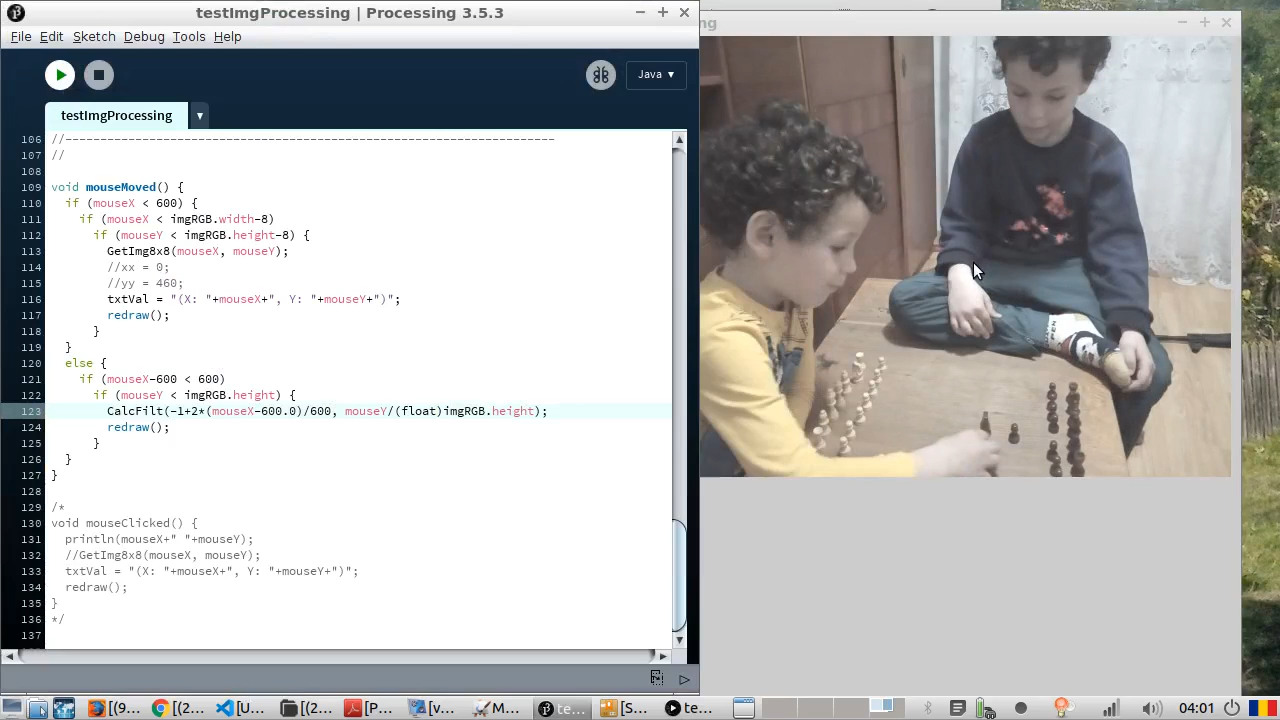 testImgProcessing | Processing 3.5.3
ng
File Edit Sketch Debug Tools Help
Java ▾
testImgProcessing ▾
106 //----------------------------------------------------------------------
107 //
108
109 void mouseMoved() {
110 if (mouseX < 600) {
111 if (mouseX < imgRGB.width-8)
112 if (mouseY < imgRGB.height-8) {
113 GetImg8x8(mouseX, mouseY);
114 //xx = 0;
115 //yy = 460;
116 txtVal = "(X: "+mouseX+", Y: "+mouseY+")";
117 redraw();
118 }
119 }
120 else {
121 if (mouseX-600 < 600)
122 if (mouseY < imgRGB.height) {
123 CalcFilt(-1+2*(mouseX-600.0)/600, mouseY/(float)imgRGB.height);
124 redraw();
125 }
126 }
127 }
128
129 /*
130 void mouseClicked() {
131 println(mouseX+" "+mouseY);
132 //GetImg8x8(mouseX, mouseY);
133 txtVal = "(X: "+mouseX+", Y: "+mouseY+")";
134 redraw();
135 }
136 */
137
[(9... [U... [(2... [P... [v... M... te... [S... te... 04:01